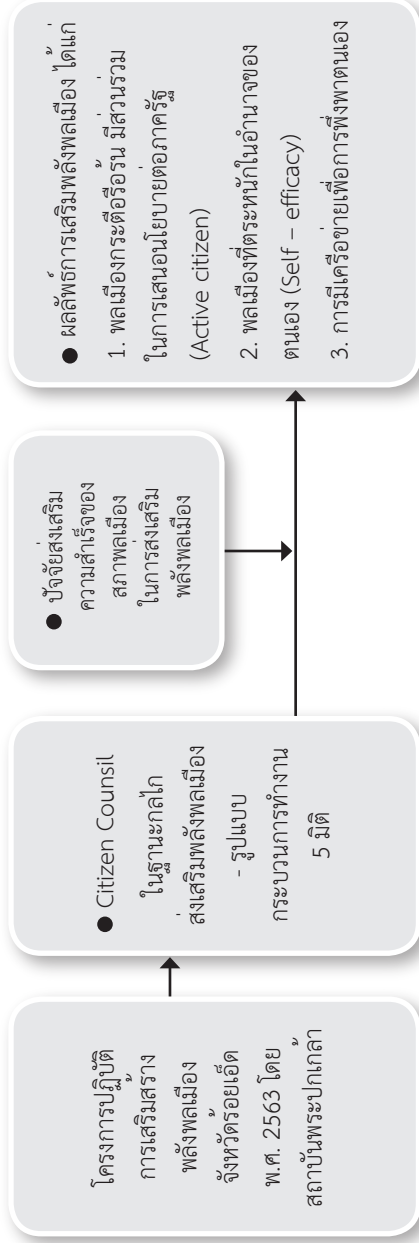 โครงการปฏิบัติ
การเสริมสร้าง
พลังพลเมือง
จังหวัดร้อยเอ็ด
พ.ศ. 2563 โดย
สถาบันพระปกเกล้า
● Citizen Counsil
ในฐานะกลไก
ส่งเสริมพลังพลเมือง
- รูปแบบ
กระบวนการทำงาน
5 มิติ
● ปัจจัยส่งเสริม
ความสำเร็จของ
สภาพลเมือง
ในการส่งเสริม
พลังพลเมือง
● ผลลัพธ์การเสริมพลังพลเมือง ได้แก่
1. พลเมืองกระตือรือร้น มีส่วนร่วม
ในการเสนอนโยบายต่อภาครัฐ
(Active citizen)
2. พลเมืองที่ตระหนักในอำนาจของ
ตนเอง (Self – efficacy)
3. การมีเครือข่ายเพื่อการพึ่งพาตนเอง